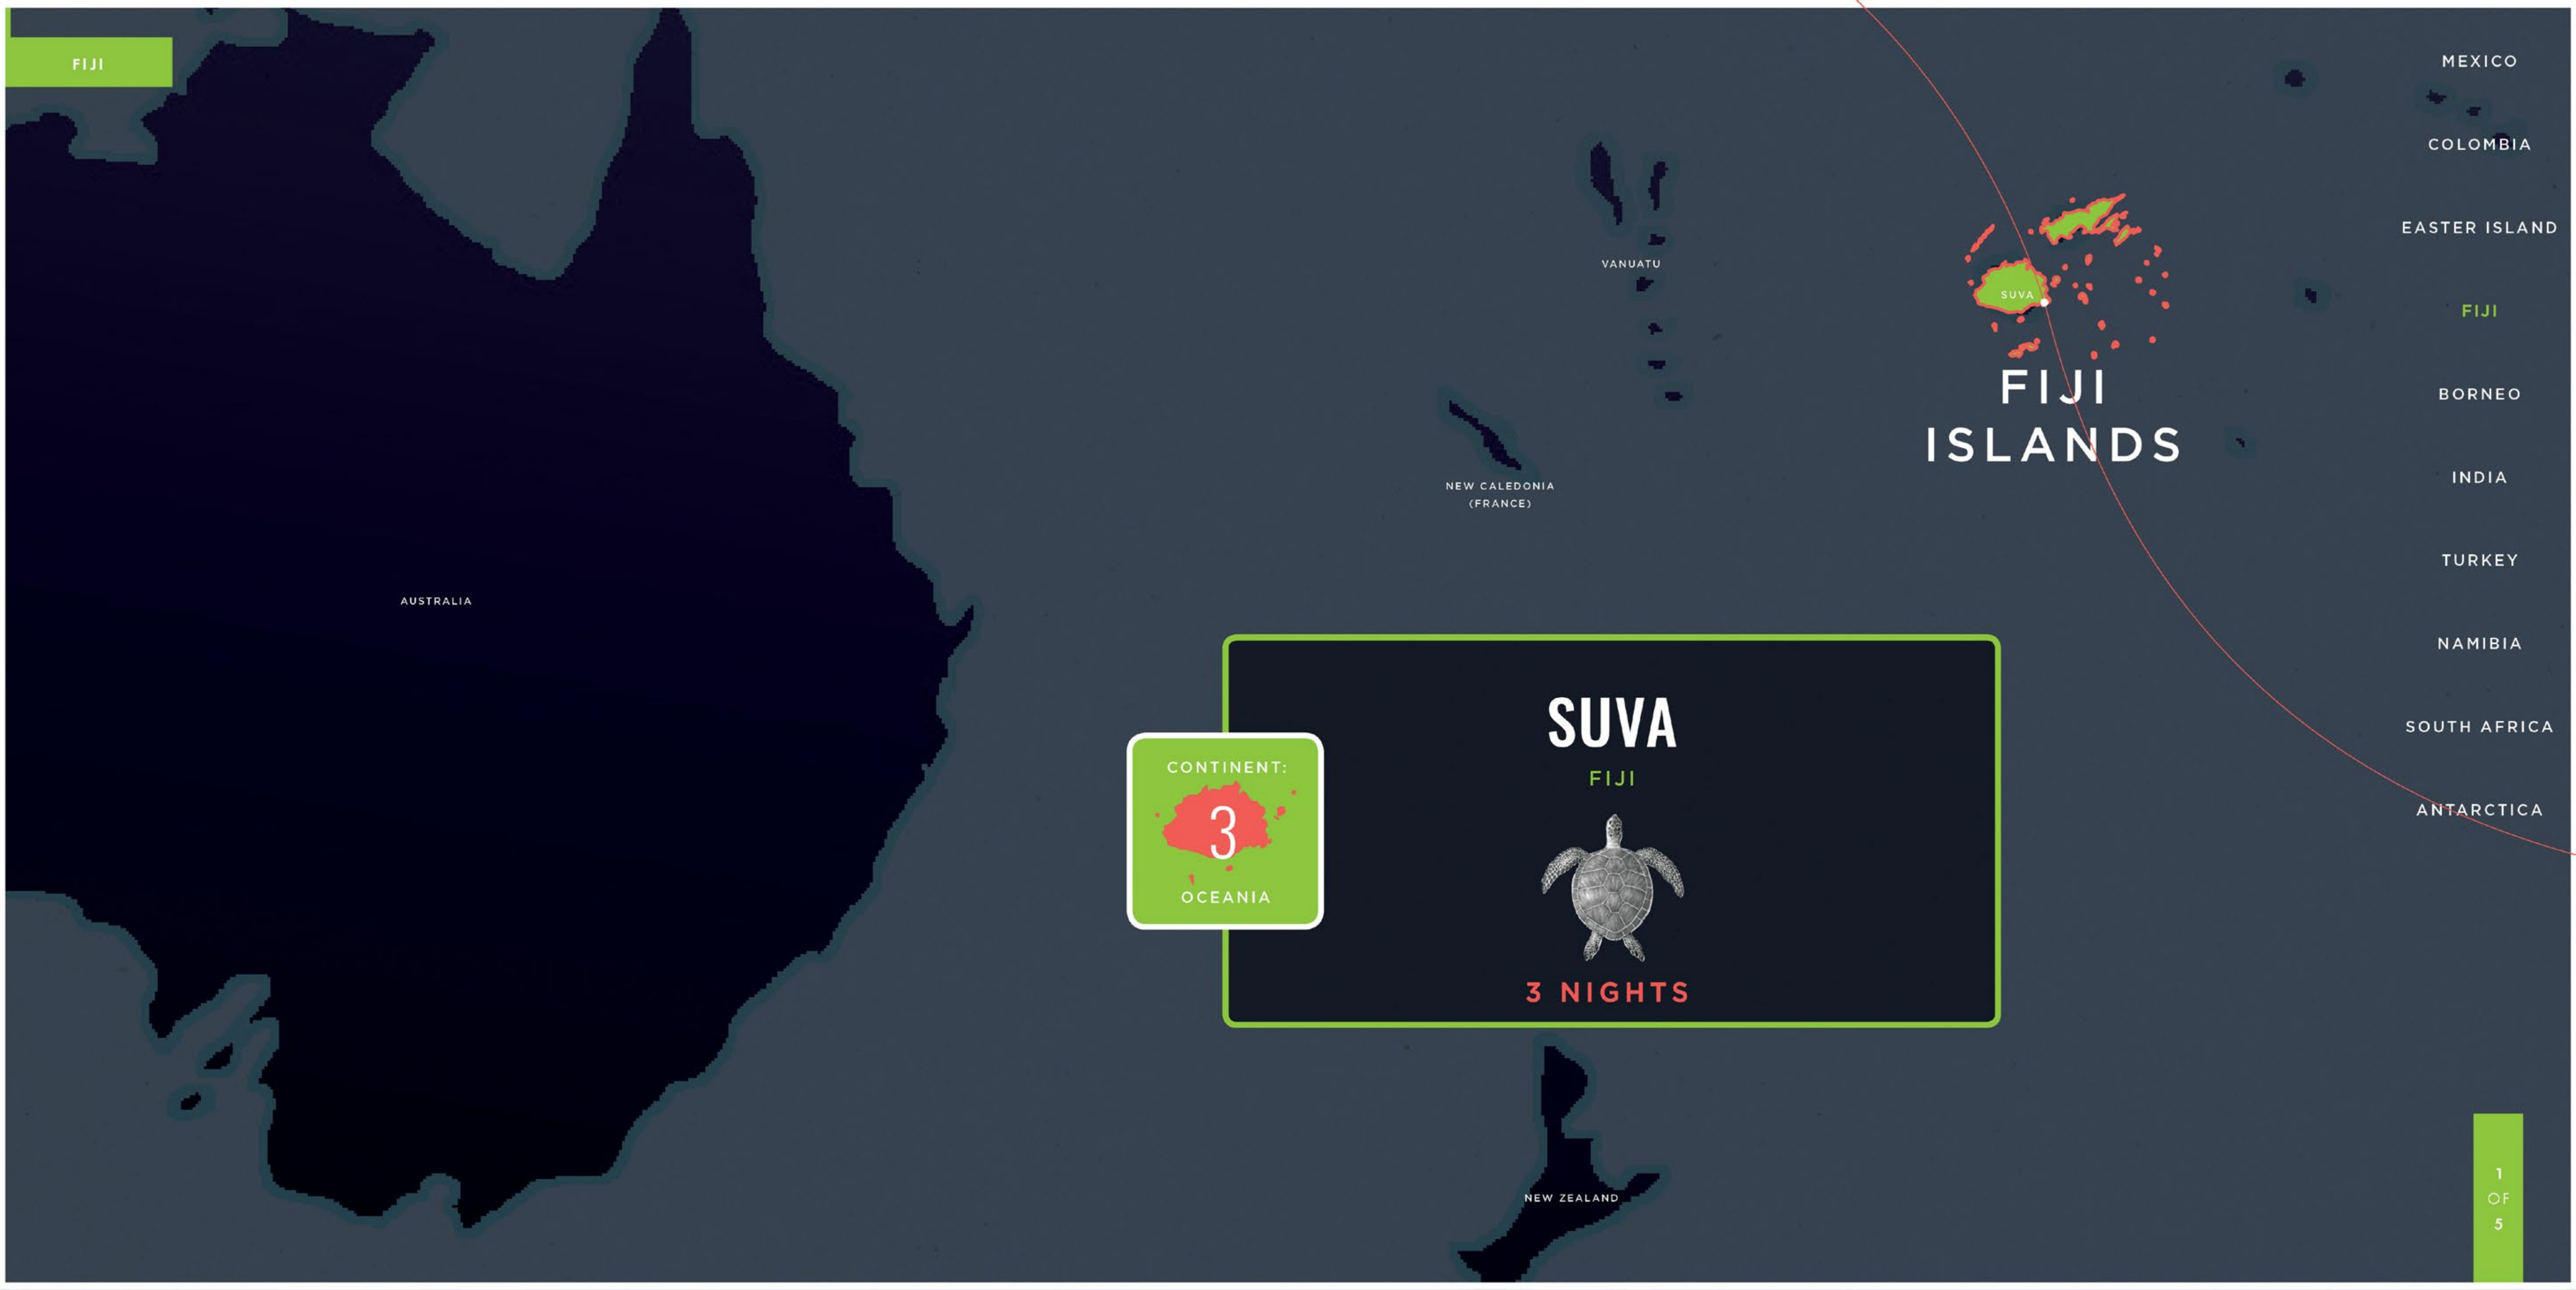 FIJI
MEXICO
COLOMBIA
EASTER ISLAND
FIJI
BORNEO
INDIA
TURKEY
NAMIBIA
SOUTH AFRICA
ANTARCTICA
VANUATU
SUVA
FIJI
ISLANDS
NEW CALEDONIA
(FRANCE)
AUSTRALIA
SUVA
FIJI
3 NIGHTS
CONTINENT:
3
OCEANIA
NEW ZEALAND
1
OF
5